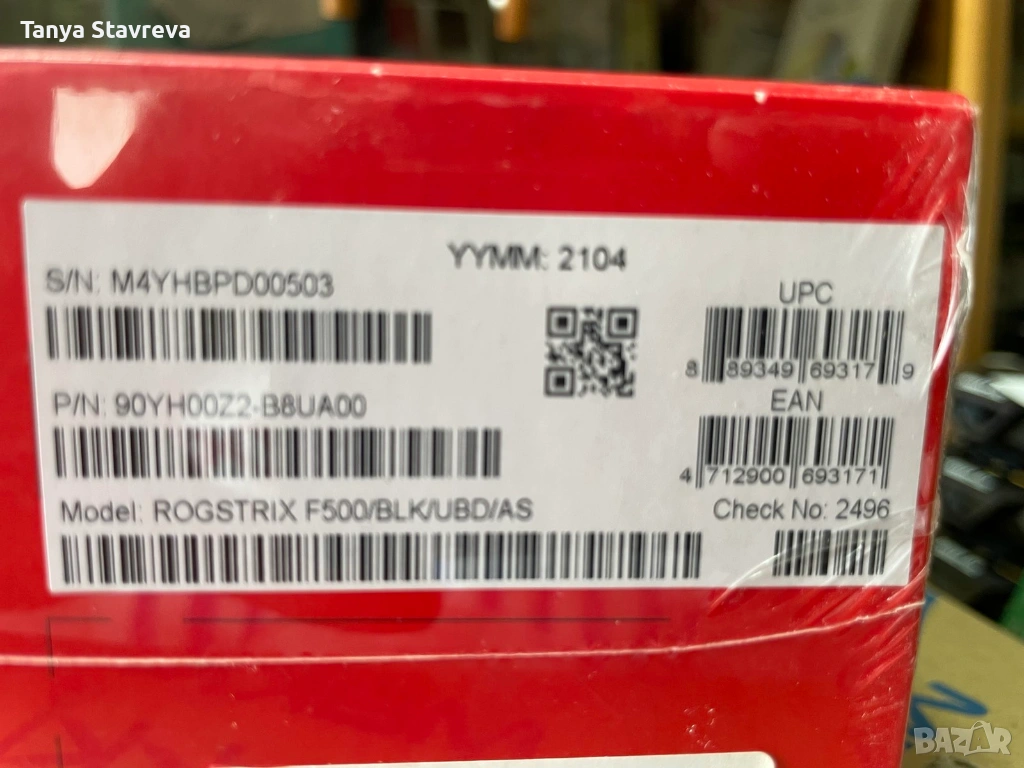 Tanya Stavreva
YYMM: 2104
S/N: M4YHBPD00503
UPC
8 89349 69317 9
P/N: 90YH00Z2-B8UA00
EAN
4 712900 693171
Model: ROGSTRIX F500/BLK/UBD/AS
Check No: 2496
BAZAR